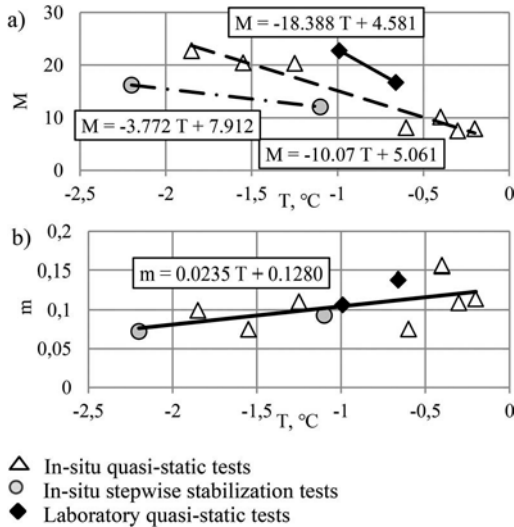 a)
M = -18.388 T + 4.581
30
20
10
0
M
M = -3.772 T + 7.912
M = -10.07 T + 5.061
-2,5 -2 -1,5 -1 -0,5 0
T, °C
b)
0,2
0,15
0,1
0,05
0
m
m = 0.0235 T + 0.1280
-2,5 -2 -1,5 -1 -0,5 0
T, °C
In-situ quasi-static tests
In-situ stepwise stabilization tests
Laboratory quasi-static tests